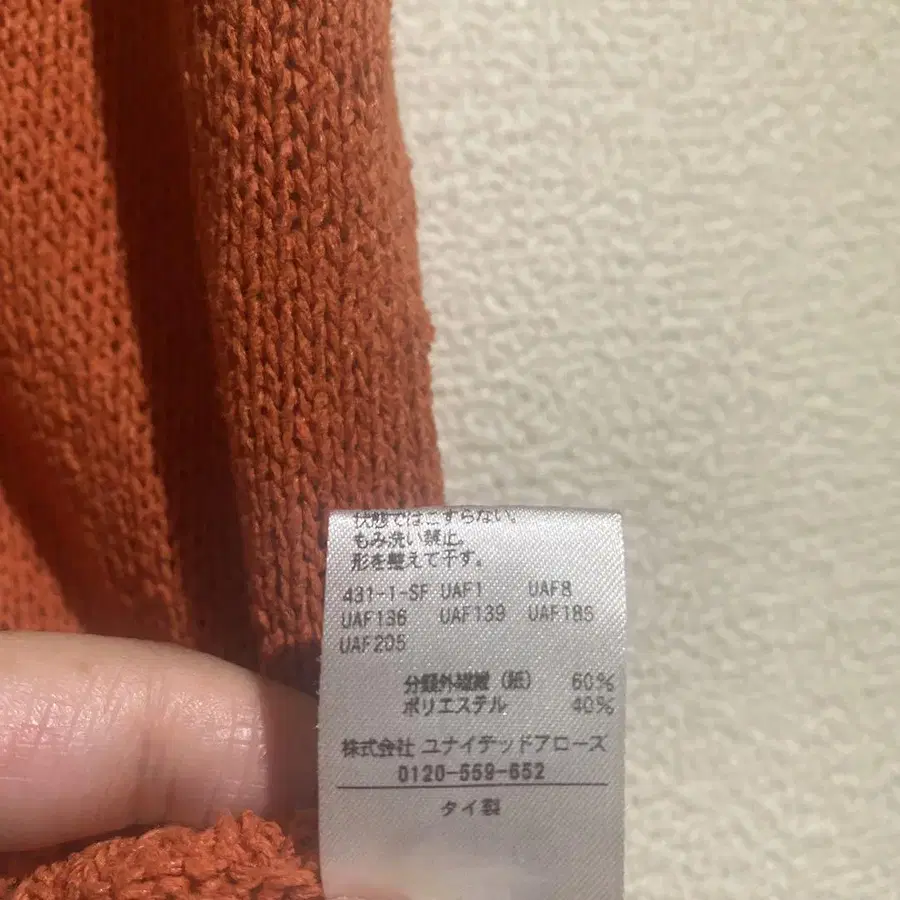 状態ではこすらない。
もみ洗い禁止。
形を整えて干す。
431-1-SF UAF1 UAF8
UAF136 UAF139 UAF185
UAF205
分類外繊維（紙） 60%
ポリエステル 40%
株式会社 ユナイテッドアローズ
0120-559-652
タイ製